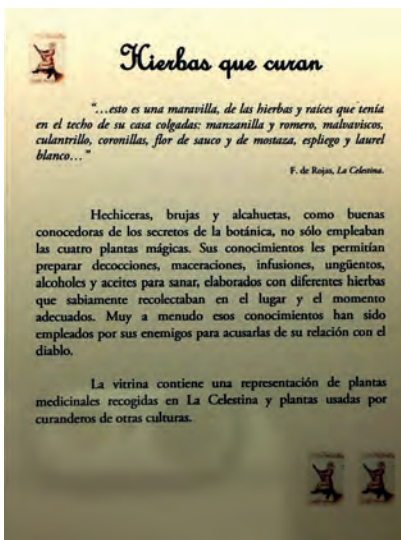 Hierbas que curan
“…esto es una maravilla, de las hierbas y raíces que tenía
en el techo de su casa colgadas: manzanilla y romero, malvaviscos,
culantrillo, coronillas, flor de sauco y de mostaza, espliego y laurel
blanco…”
F. de Rojas, La Celestina.
Hechiceras, brujas y alcahuetas, como buenas
conocedoras de los secretos de la botánica, no sólo empleaban
las cuatro plantas mágicas. Sus conocimientos les permitían
preparar decocciones, maceraciones, infusiones, ungüentos,
alcoholes y aceites para sanar, elaborados con diferentes hierbas
que sabiamente recolectaban en el lugar y el momento
adecuados. Muy a menudo esos conocimientos han sido
empleados por sus enemigos para acusarlas de su relación con el
diablo.
La vitrina contiene una representación de plantas
medicinales recogidas en La Celestina y plantas usadas por
curanderos de otras culturas.